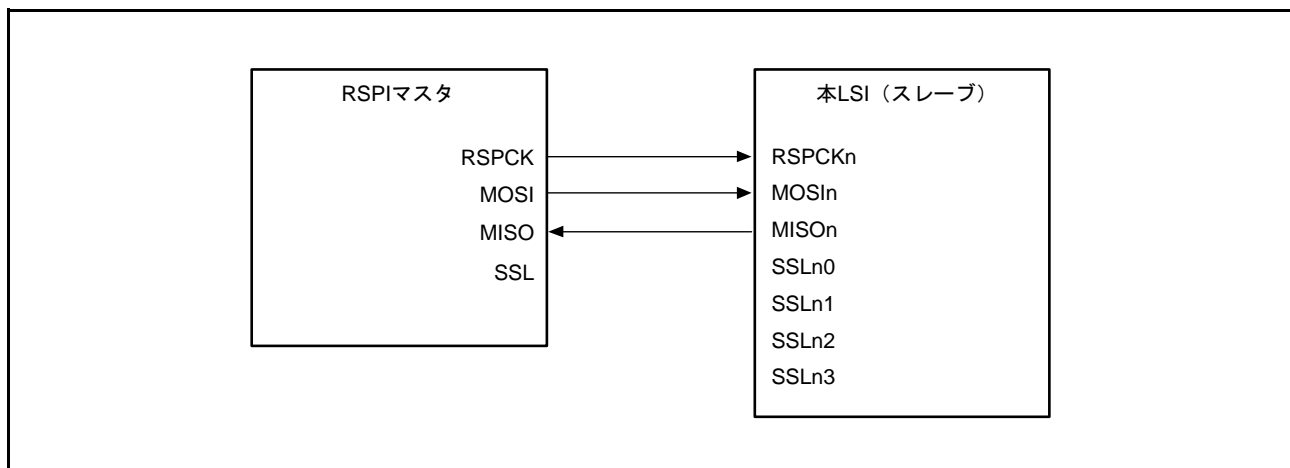 RSPIマスタ
RSPCK
MOSI
MISO
SSL
本LSI（スレーブ）
RSPCKn
MOSIn
MISOn
SSLn0
SSLn1
SSLn2
SSLn3